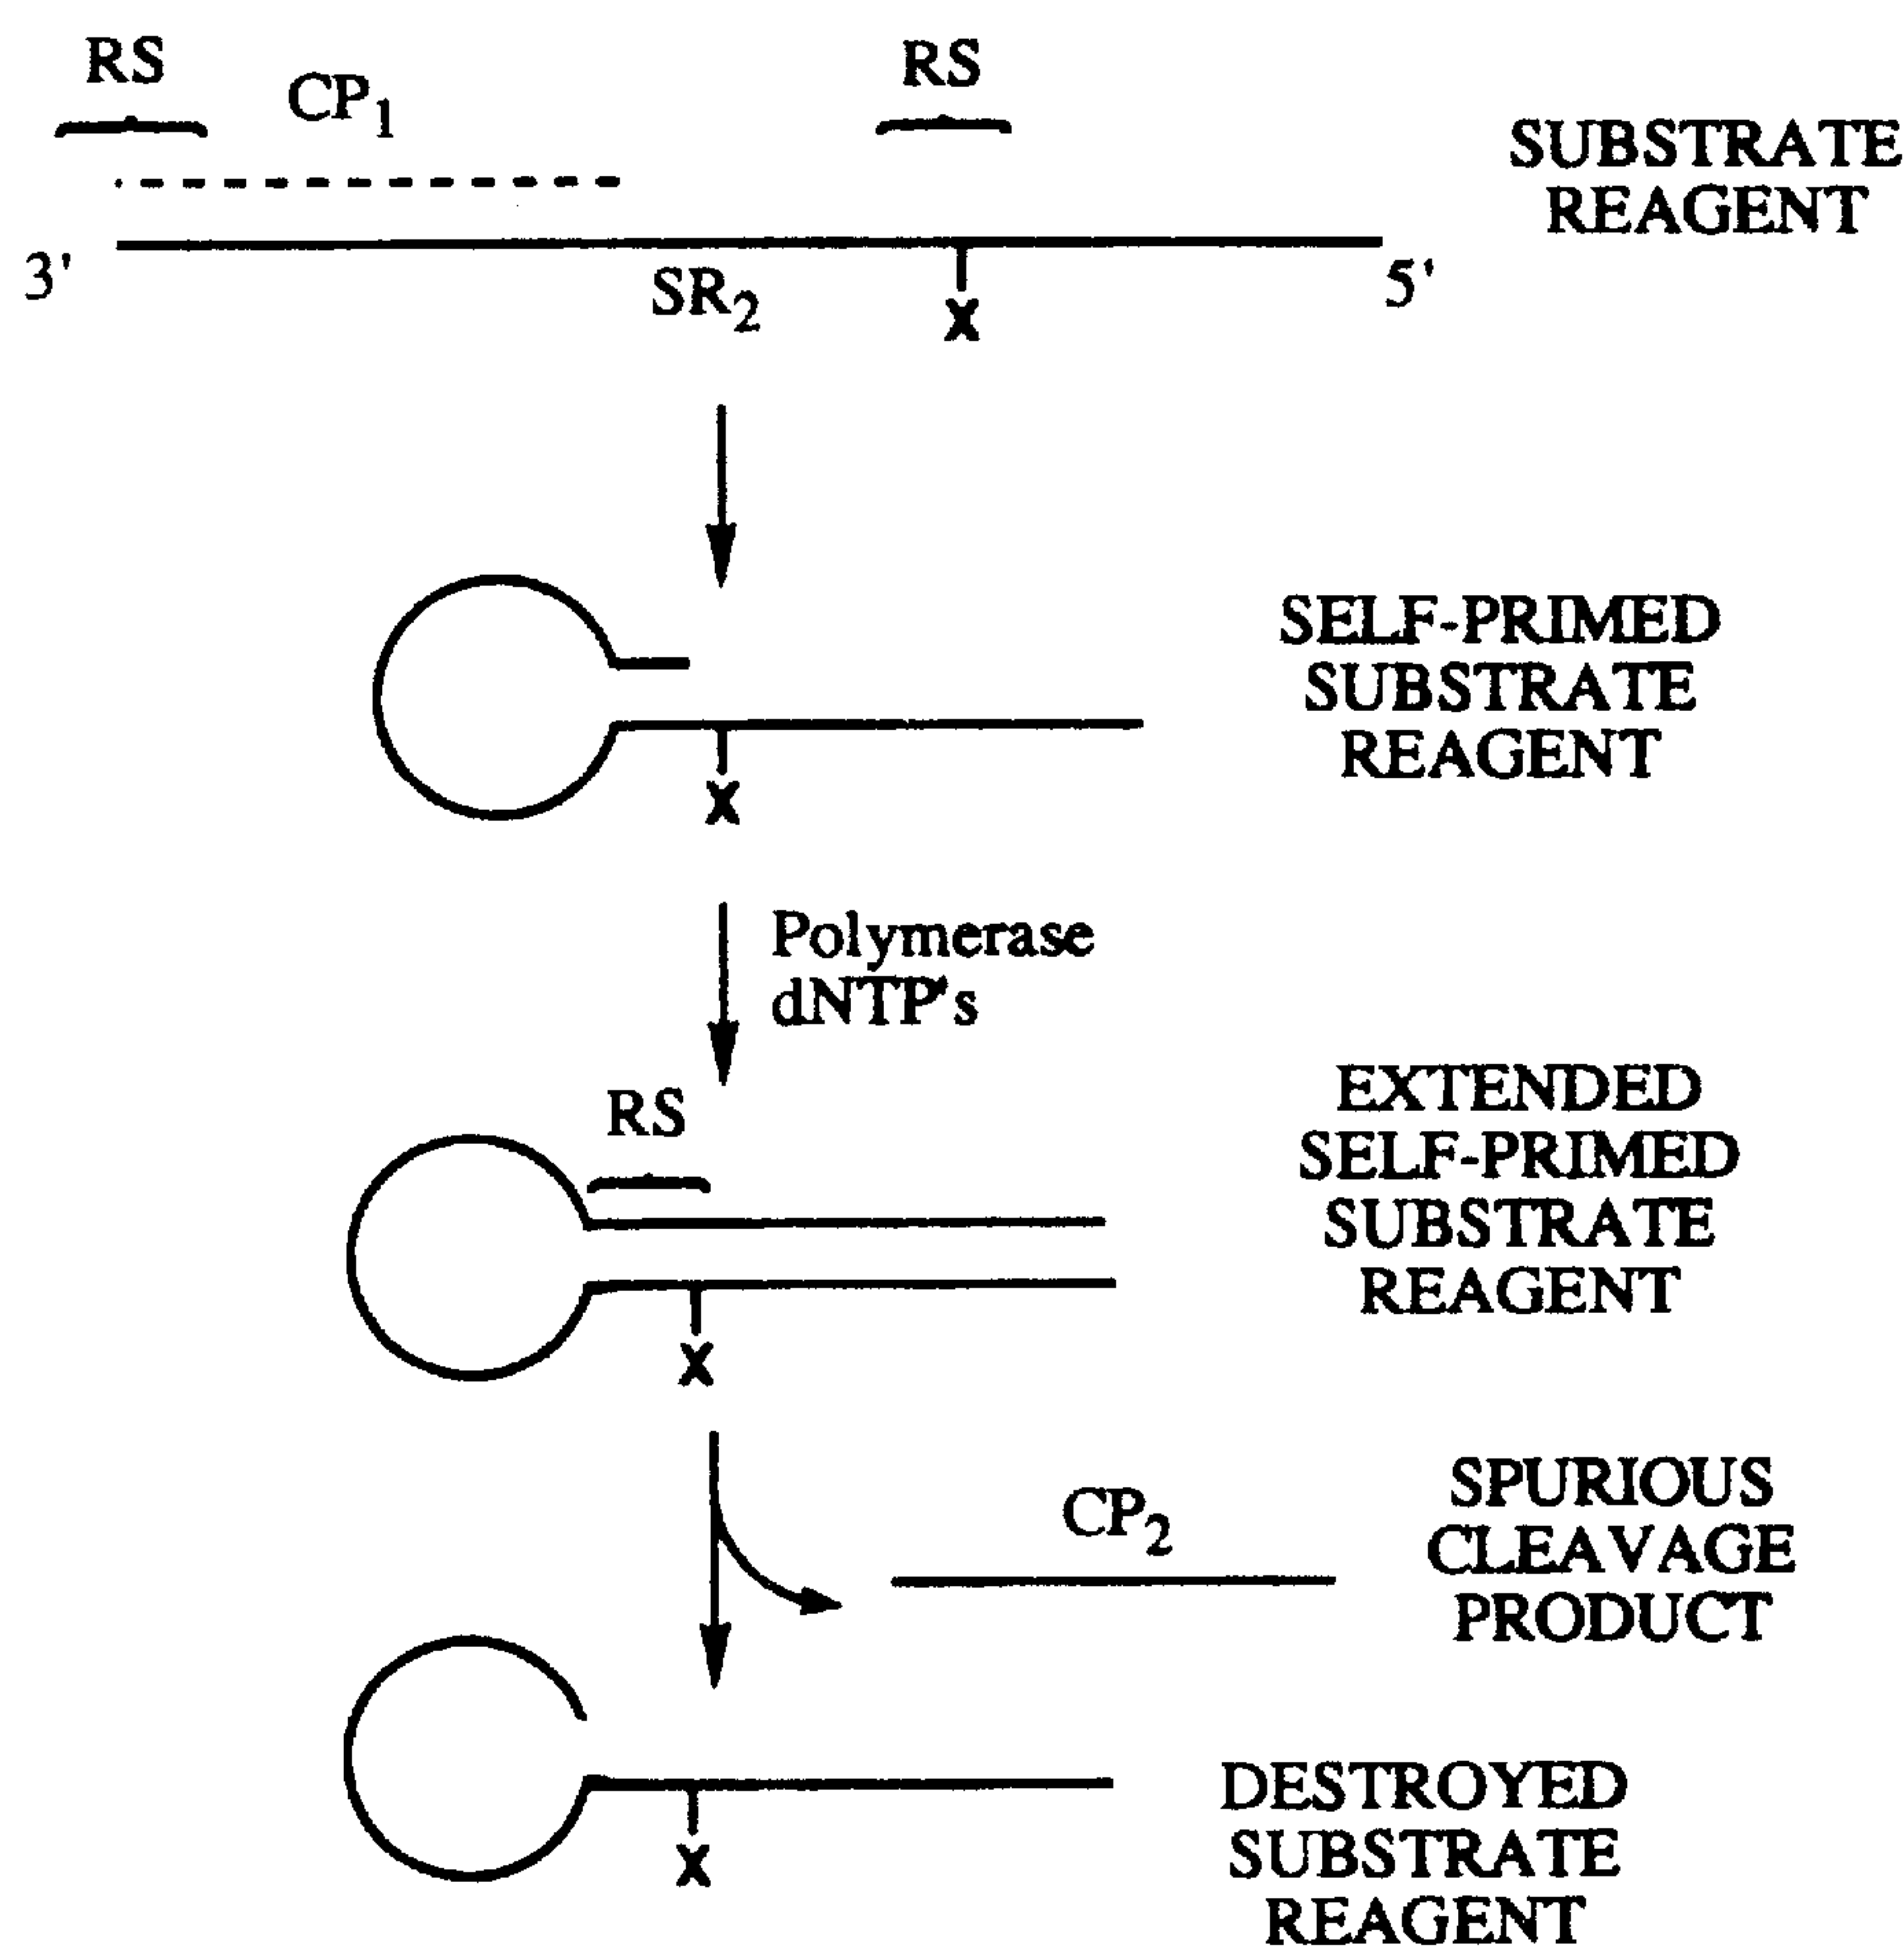 RS
CP1
RS
SUBSTRATE
REAGENT
3'
SR2
X
5'
SELF-PRIMED
SUBSTRATE
REAGENT
X
Polymerase
dNTP's
RS
EXTENDED
SELF-PRIMED
SUBSTRATE
REAGENT
X
CP2
SPURIOUS
CLEAVAGE
PRODUCT
X
DESTROYED
SUBSTRATE
REAGENT